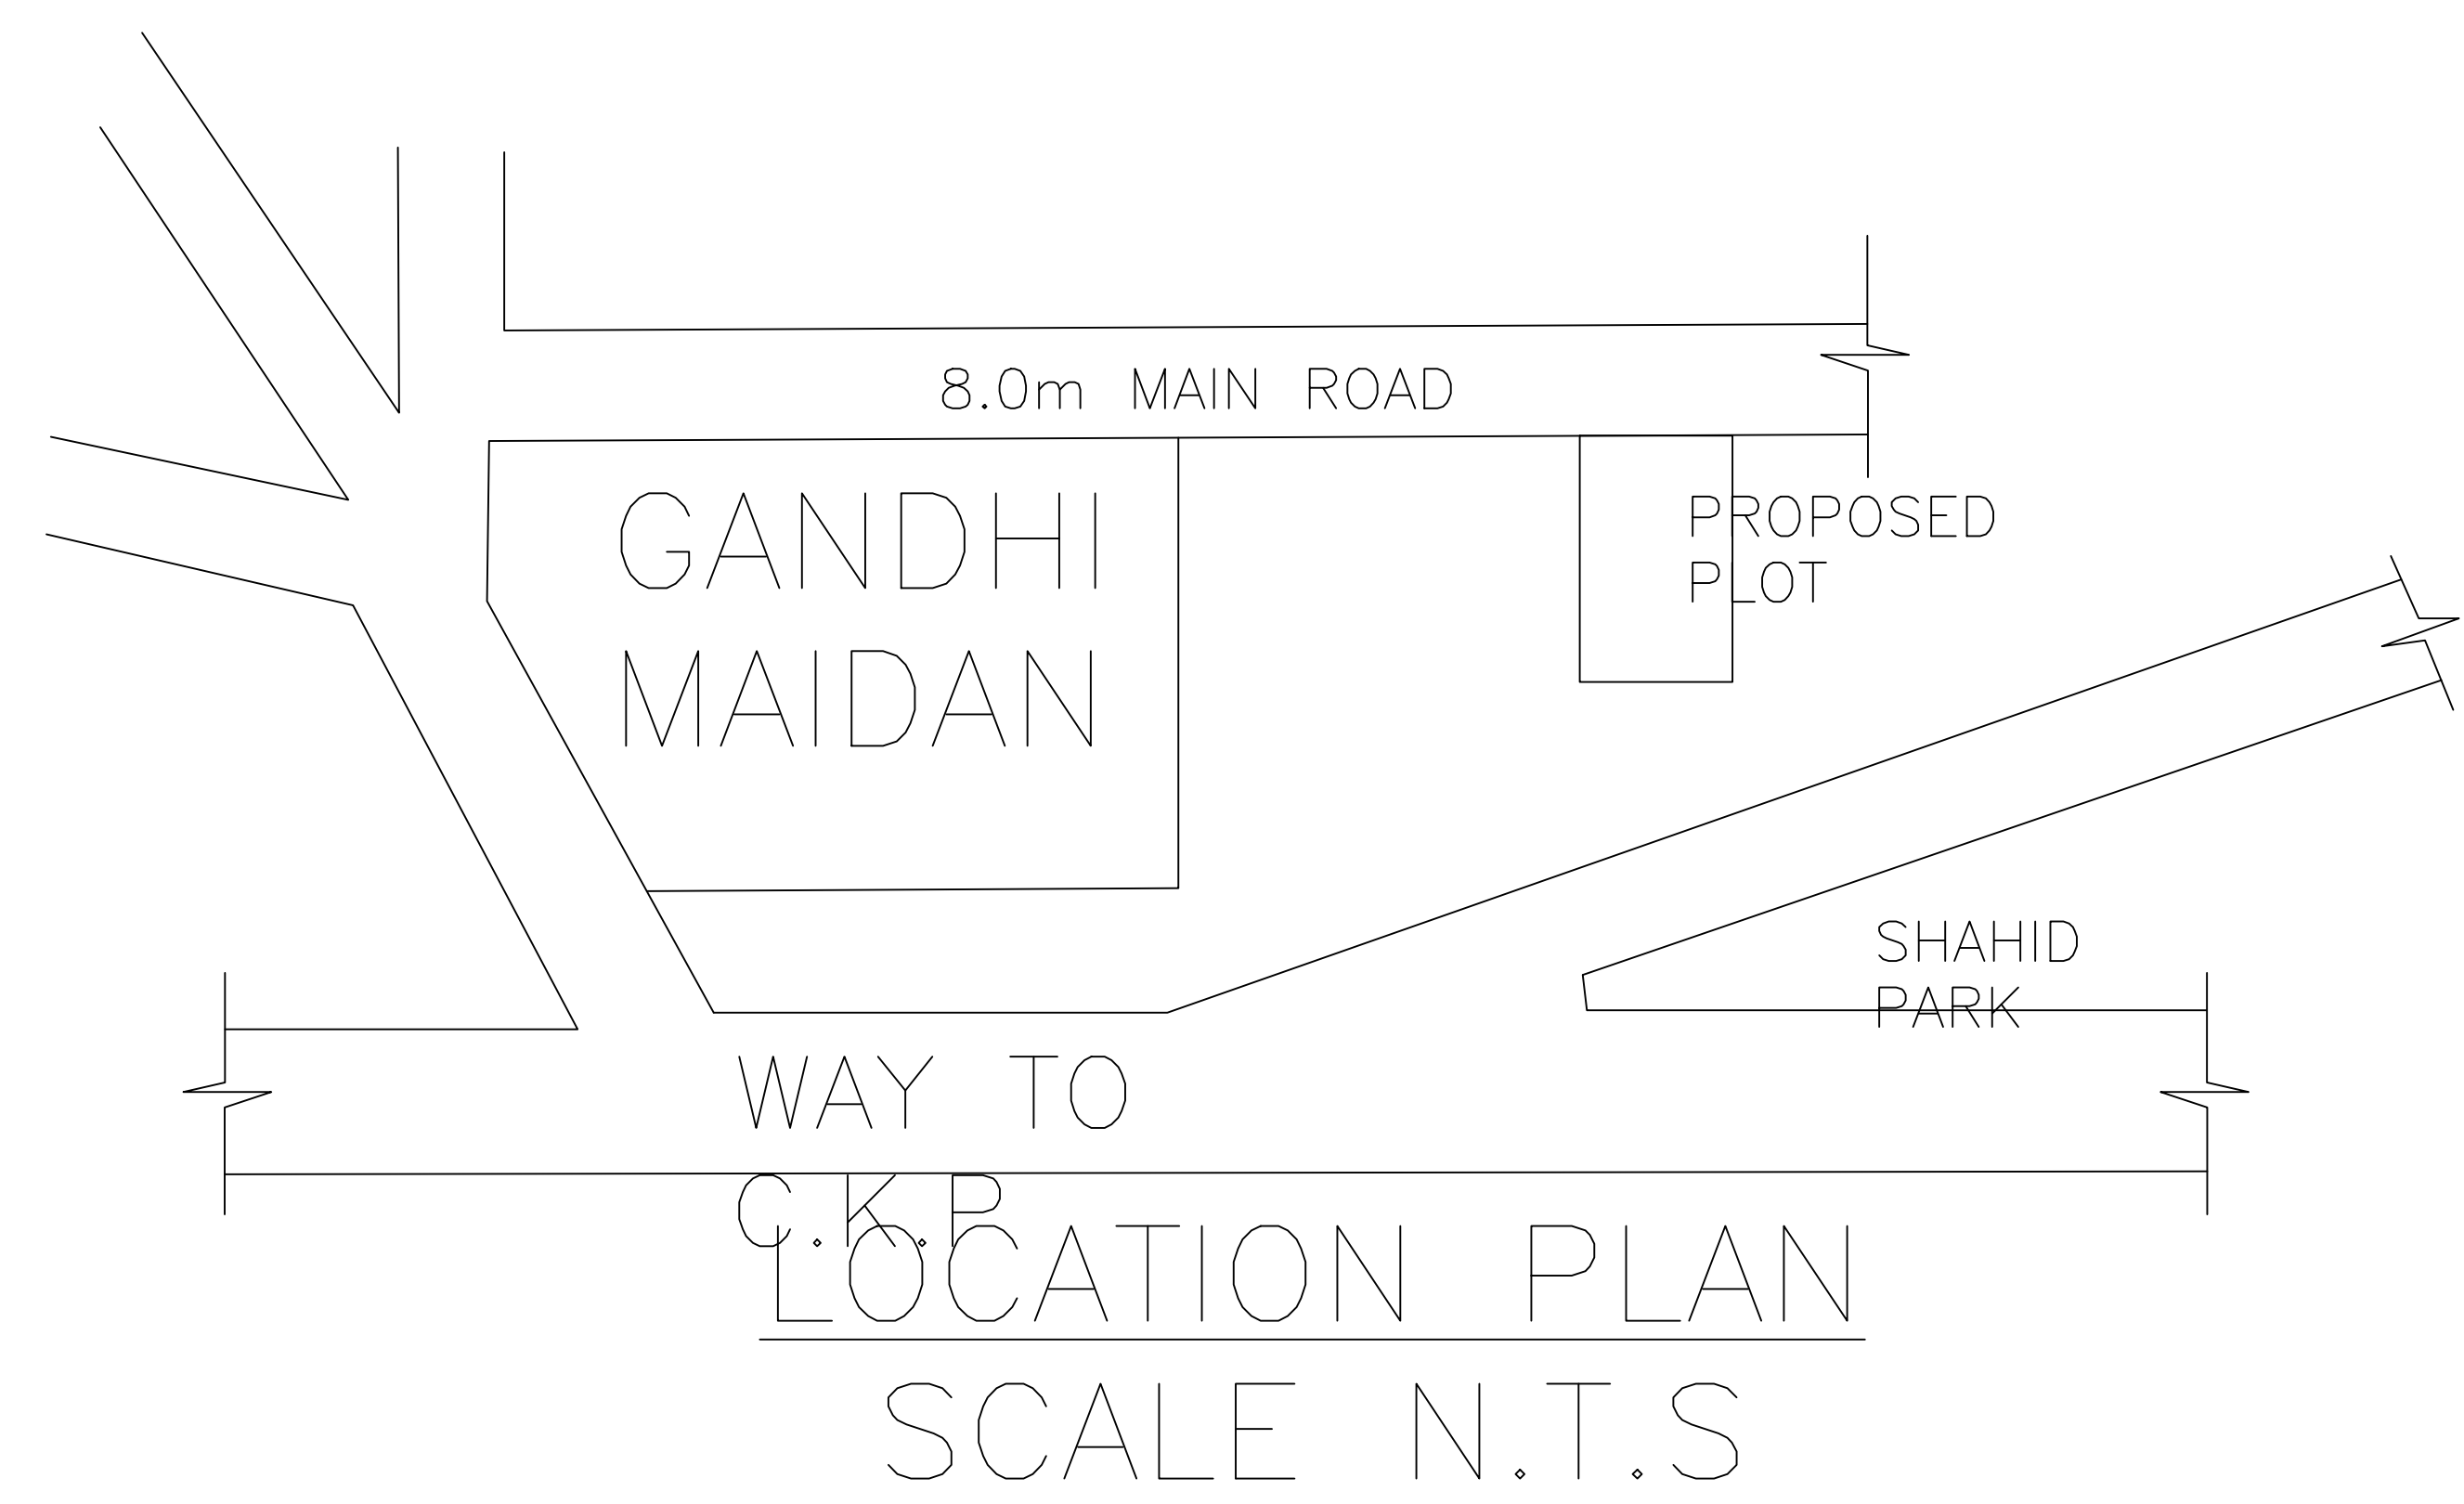 8.0m MAIN ROAD
GANDHI
MAIDAN
PROPOSED
PLOT
SHAHID
PARK
WAY TO
C.K.P
LOCATION PLAN
SCALE N.T.S